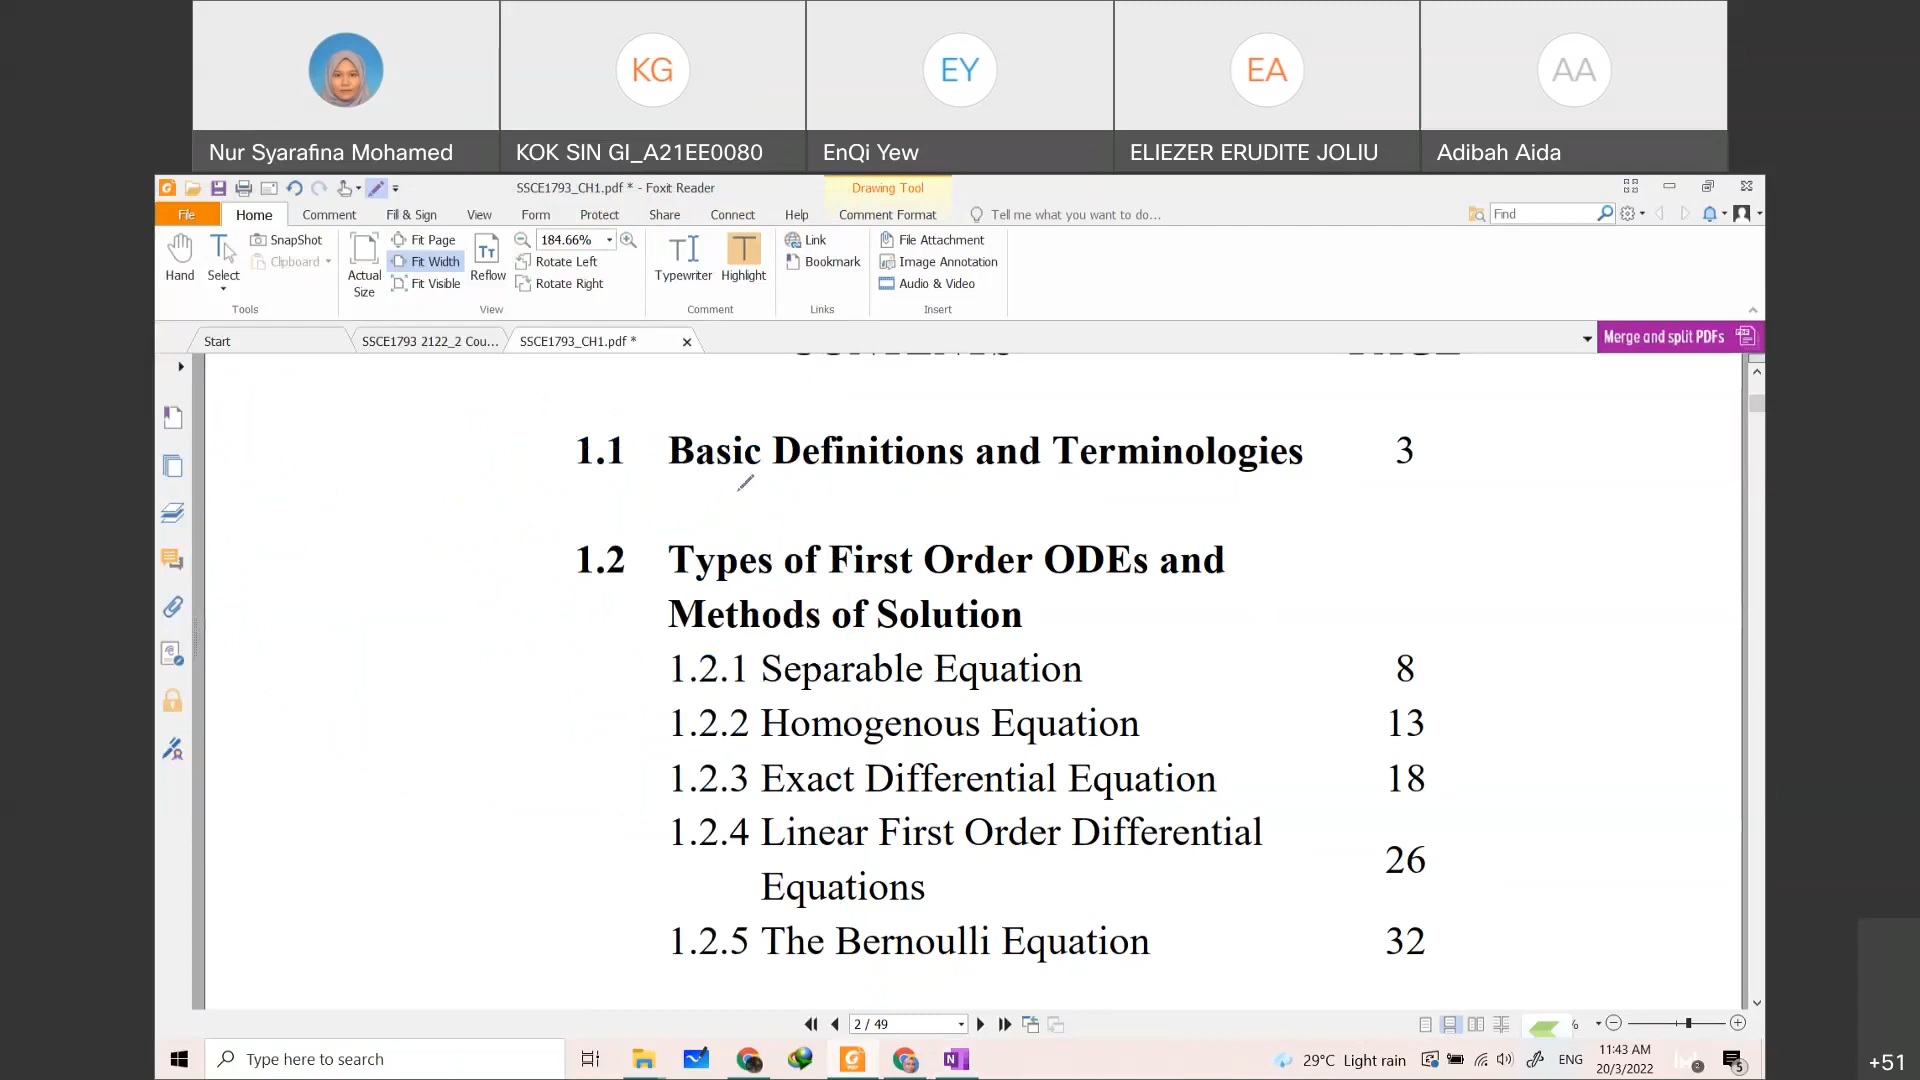 KG
EY
EA
AA
Nur Syarafina Mohamed
KOK SIN GI_A21EE0080
EnQi Yew
ELIEZER ERUDITE JOLIU
Adibah Aida
SSCE1793_CH1.pdf * - Foxit Reader
Drawing Tool
File
Home
Comment
Fill & Sign
View
Form
Protect
Share
Connect
Help
Comment Format
Tell me what you want to do...
Find
Hand
Select
SnapShot
Clipboard
Tools
Actual
Size
Fit Page
Fit Width
Fit Visible
Reflow
184.66%
Rotate Left
Rotate Right
View
Typewriter
Highlight
Comment
Link
Bookmark
Links
File Attachment
Image Annotation
Audio & Video
Insert
Start
SSCE1793 2122_2 Cou...
SSCE1793_CH1.pdf *
Merge and split PDFs
1.1 Basic Definitions and Terminologies 3
1.2 Types of First Order ODEs and
Methods of Solution
1.2.1 Separable Equation 8
1.2.2 Homogenous Equation 13
1.2.3 Exact Differential Equation 18
1.2.4 Linear First Order Differential
Equations 26
1.2.5 The Bernoulli Equation 32
2 / 49
%
Type here to search
29°C Light rain
ENG
11:43 AM
20/3/2022
2
5
+51